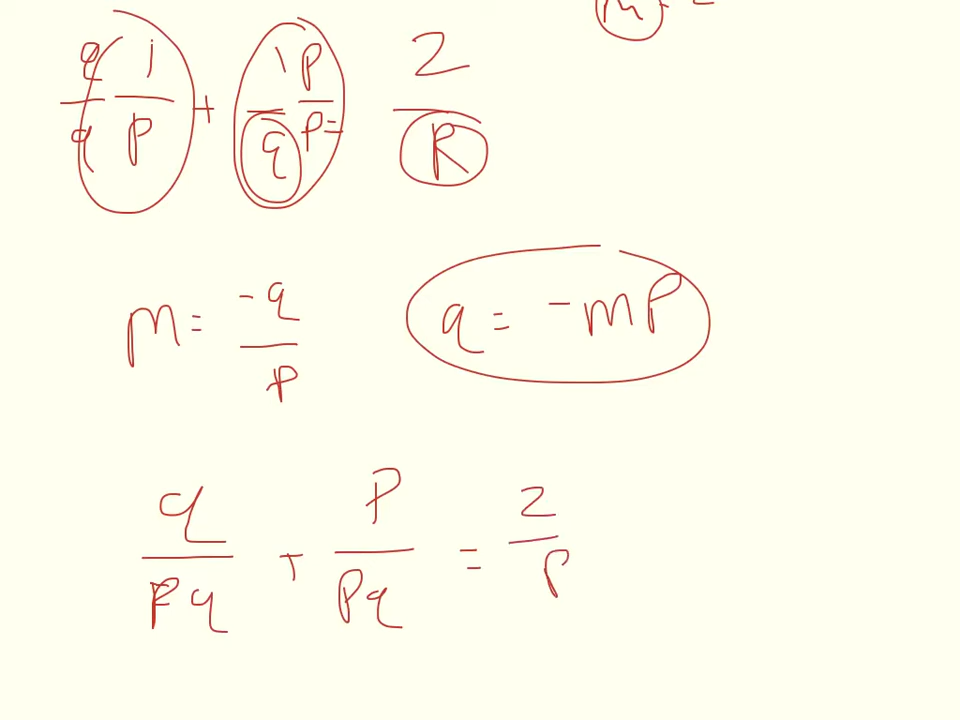 q/q 1/p + 1/q p/p = 2/R
m = -q/p
q = -mp
q/pq + p/pq = 2/p